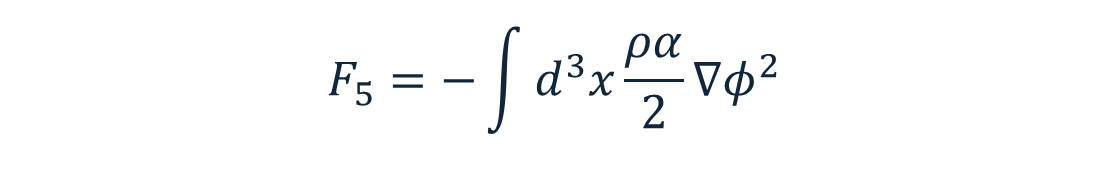 F₅ = − ∫ d³x ρα/2 ∇ϕ²